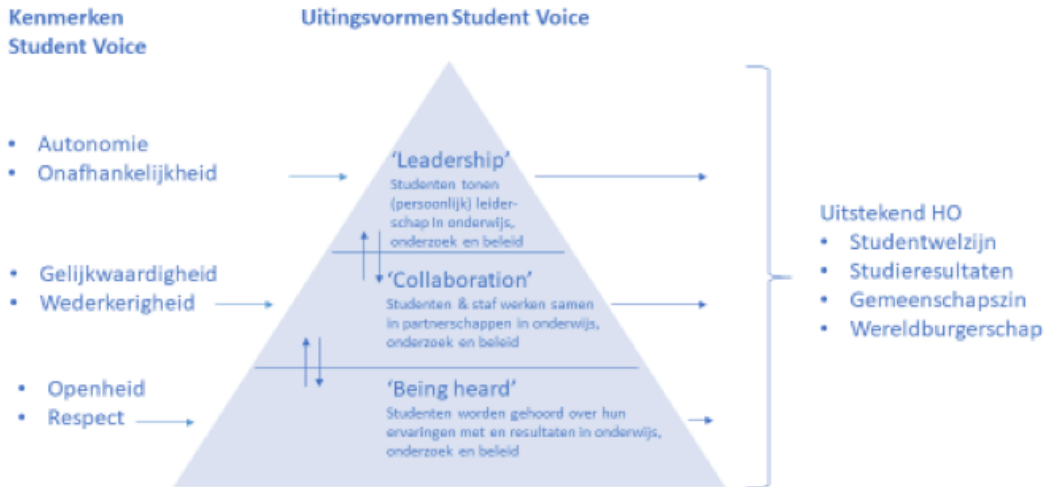 Kenmerken
Student Voice
Uitingsvormen Student Voice
• Autonomie
• Onafhankelijkheid
'Leadership'
Studenten tonen
(persoonlijk) leider-
schap in onderwijs,
onderzoek en beleid
• Gelijkwaardigheid
• Wederkerigheid
'Collaboration'
Studenten & staf werken samen
in partnerschappen in onderwijs,
onderzoek en beleid
• Openheid
• Respect
'Being heard'
Studenten worden gehoord over hun
ervaringen met en resultaten in onderwijs,
onderzoek en beleid
Uitstekend HO
• Studentwelzijn
• Studieresultaten
• Gemeenschapszin
• Wereldburgerschap